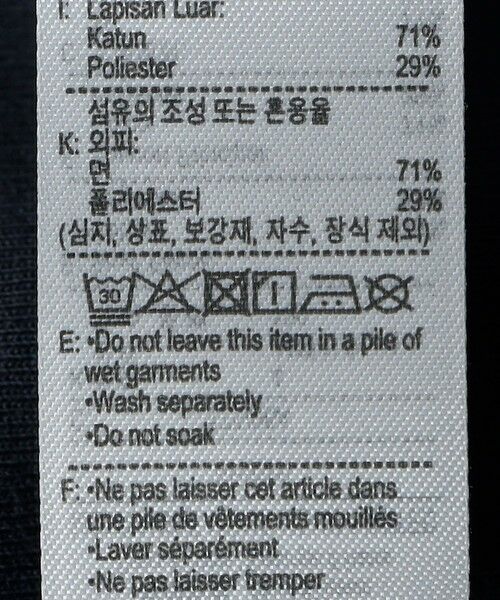 I: Lapisan Luar:
Katun 71%
Poliester 29%
섬유의 조성 또는 혼용율
K: 외피:
면 71%
폴리에스터 29%
(심지, 상표, 보강재, 자수, 장식 제외)
30
E: •Do not leave this item in a pile of
wet garments
•Wash separately
•Do not soak
F: •Ne pas laisser cet article dans
une pile de vêtements mouillés
•Laver séparément
•Ne pas laisser tremper